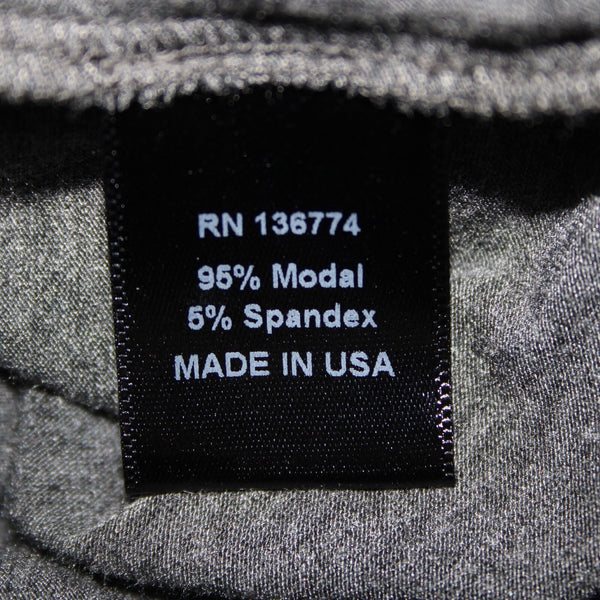 RN 136774
95% Modal
5% Spandex
MADE IN USA